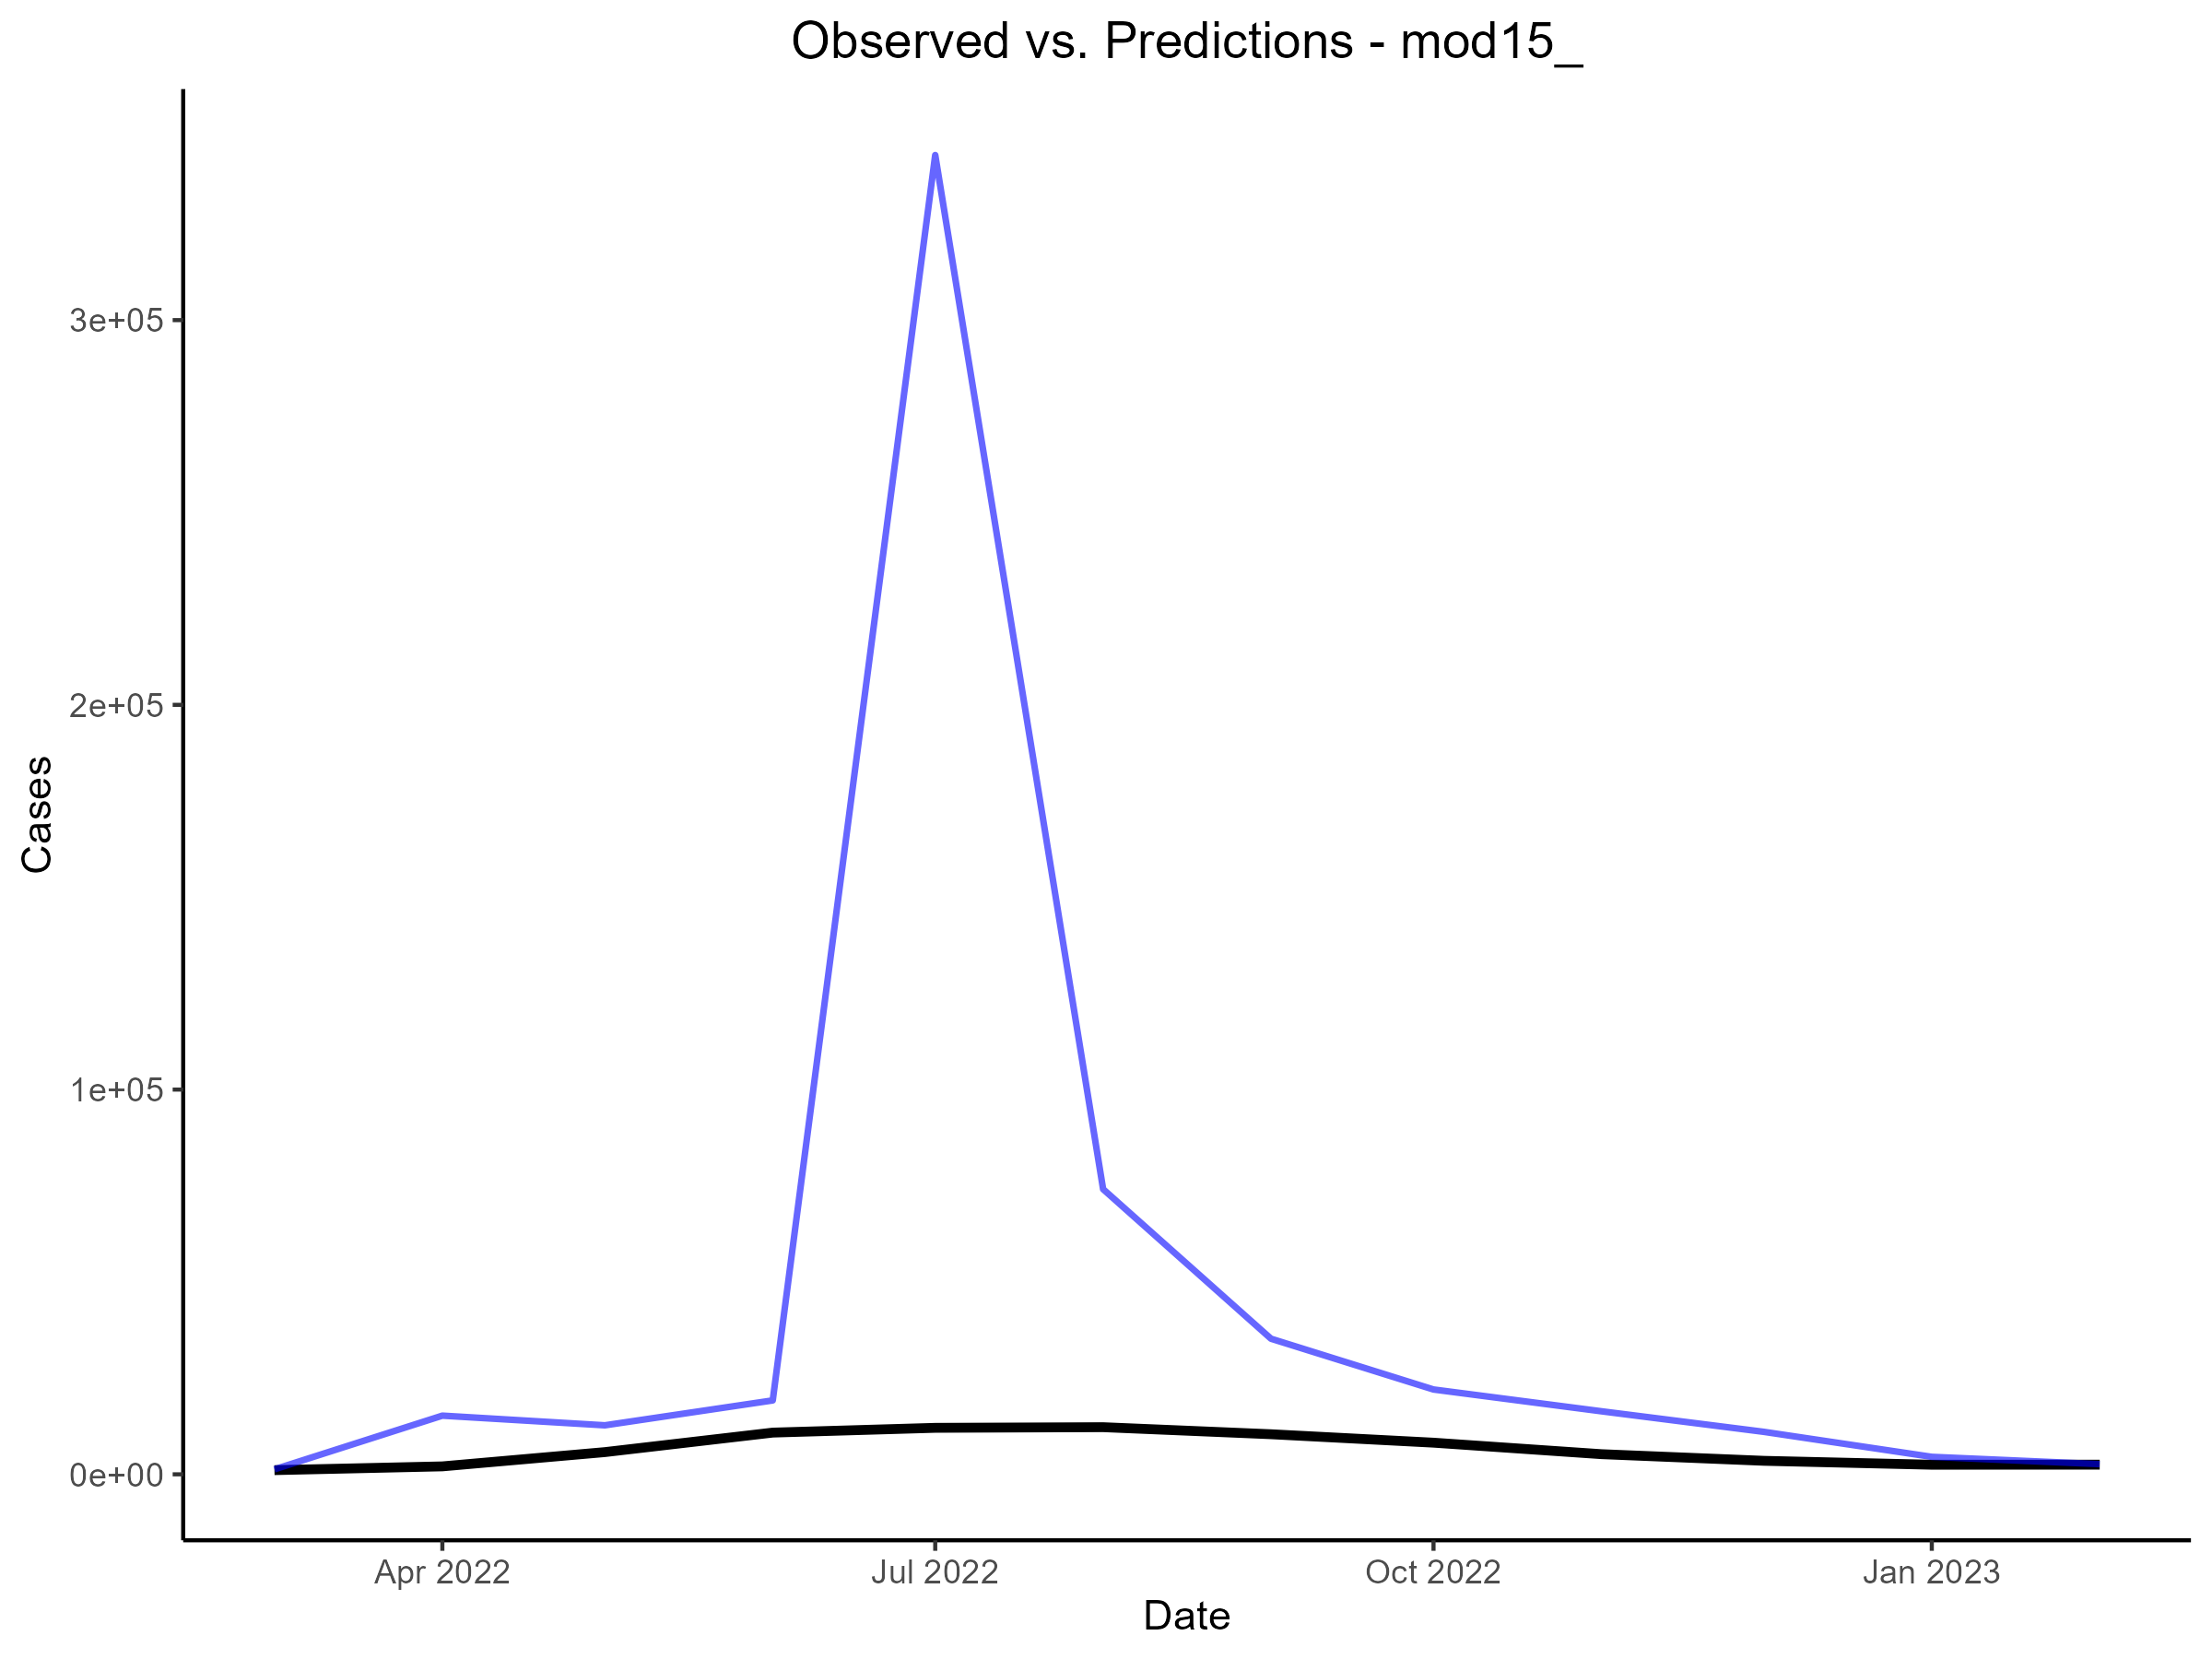 Observed vs. Predictions - mod15_
3e+05
2e+05
1e+05
0e+00
Cases
Apr 2022
Jul 2022
Oct 2022
Jan 2023
Date